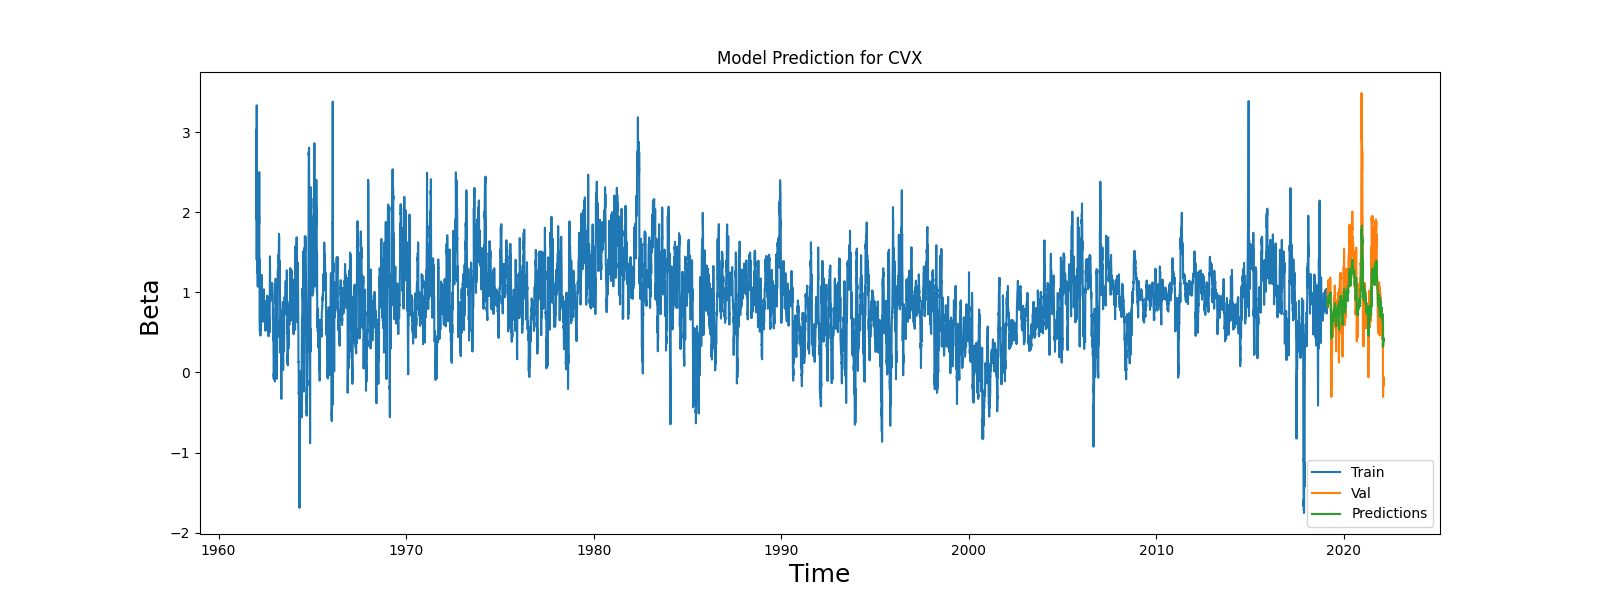 Model Prediction for CVX
Beta
3
2
1
0
−1
−2
1960 1970 1980 1990 2000 2010 2020
Time
Train
Val
Predictions